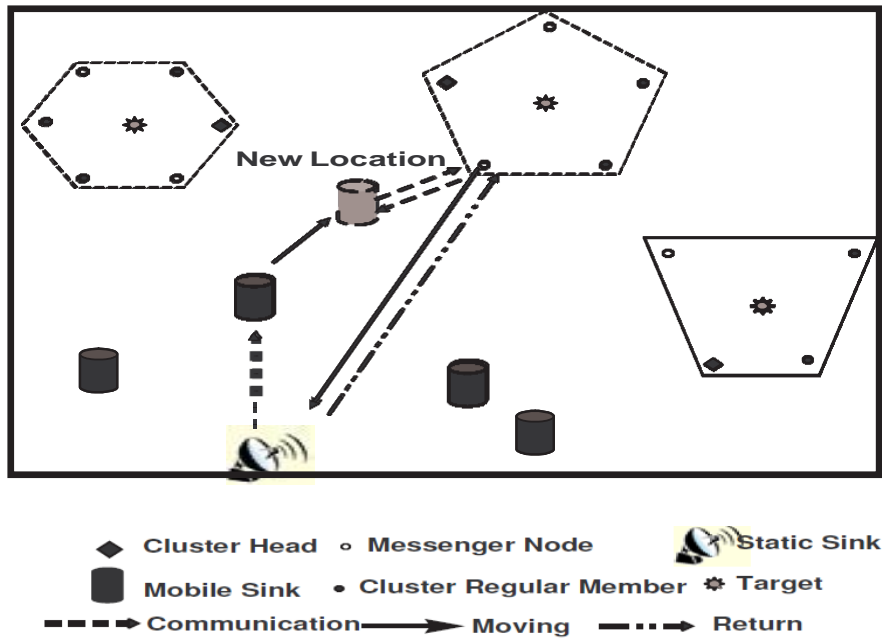 New Location
Cluster Head Messenger Node Static Sink
Mobile Sink Cluster Regular Member Target
Communication Moving Return